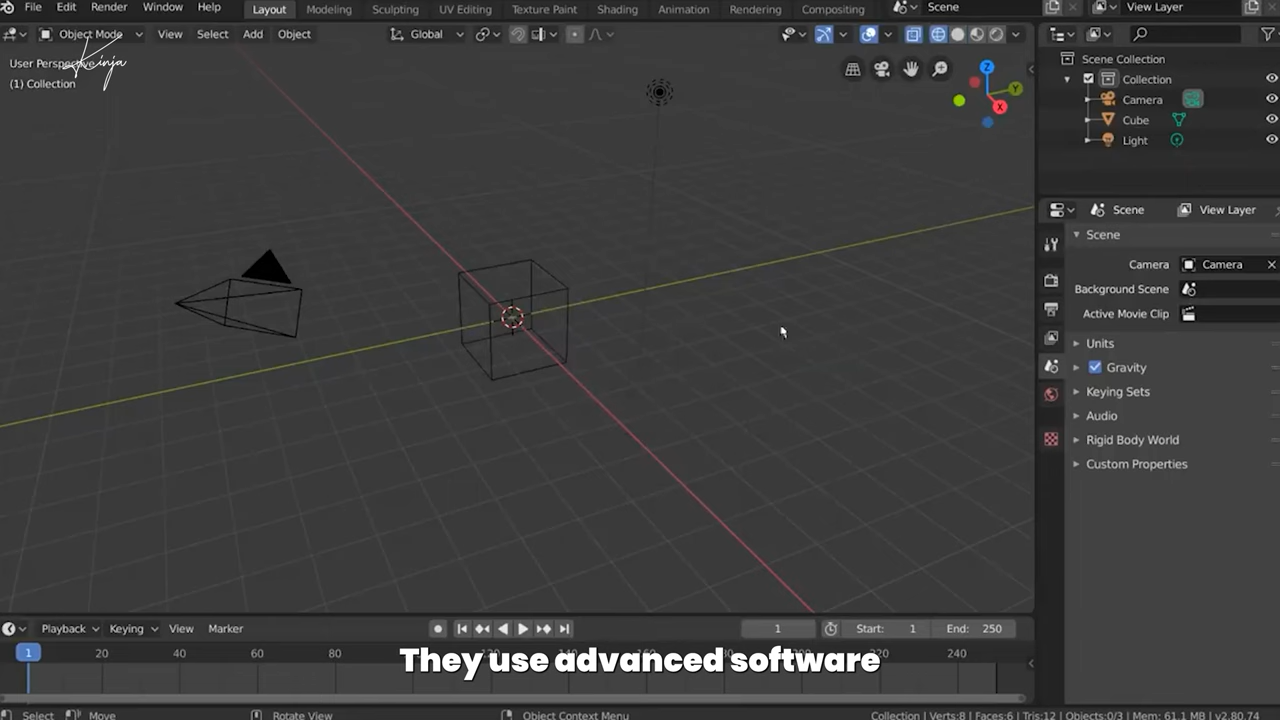 File Edit Render Window Help Layout Modeling Sculpting UV Editing Texture Paint Shading Animation Rendering Compositing Scene View Layer
Object Mode View Select Add Object Global
User Perspective
(1) Collection
Kinja
Z
Y
X
Scene Collection
Collection
Camera
Cube
Light
Scene View Layer
Scene
Camera Camera
Background Scene
Active Movie Clip
Units
Gravity
Keying Sets
Audio
Rigid Body World
Custom Properties
Playback Keying View Marker 1 Start: 1 End: 250
1 20 40 60 80 240
They use advanced software
Select Move Rotate View Object Context Menu Collection | Verts:8 | Faces:6 | Tris:12 | Objects:0/3 | Mem: 61.1 MB | v2.80.74